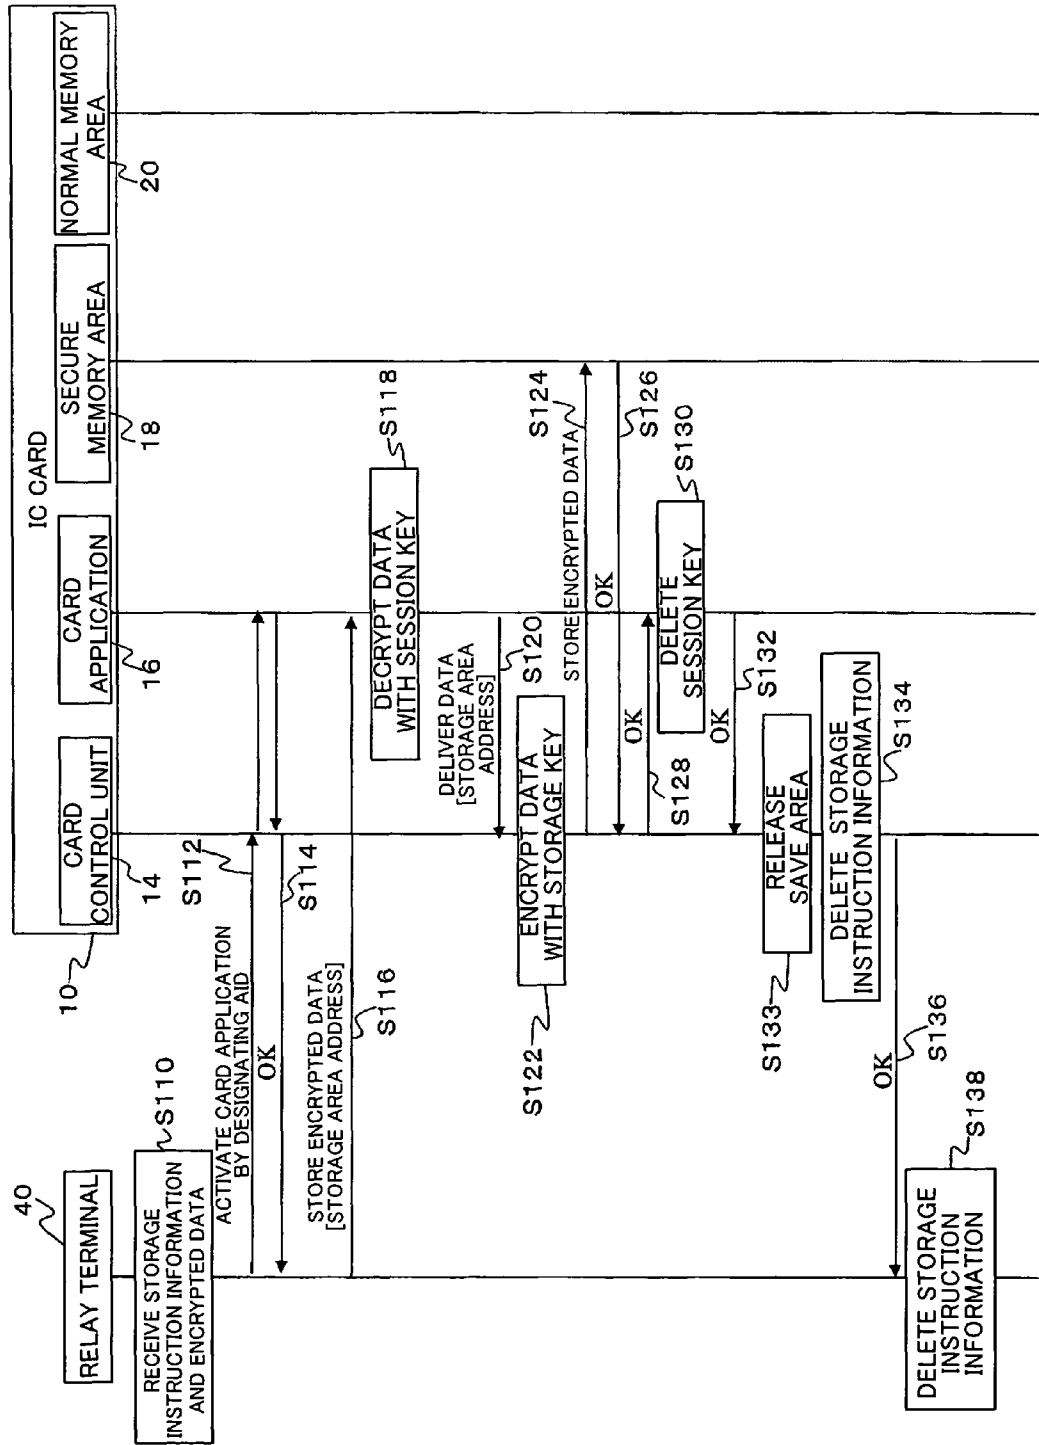 IC CARD
RELAY TERMINAL
40
10
CARD
CONTROL UNIT
14
CARD
APPLICATION
16
SECURE
MEMORY AREA
18
NORMAL MEMORY
AREA
20
RECEIVE STORAGE
INSTRUCTION INFORMATION
AND ENCRYPTED DATA
S110
ACTIVATE CARD APPLICATION
BY DESIGNATING AID
S112
OK
S114
STORE ENCRYPTED DATA
[STORAGE AREA ADDRESS]
S116
DECRYPT DATA
WITH SESSION KEY
S118
DELIVER DATA
[STORAGE AREA
ADDRESS]
S120
ENCRYPT DATA
WITH STORAGE KEY
S122
STORE ENCRYPTED DATA
S124
OK
S126
OK
S128
DELETE
SESSION KEY
S130
OK
S132
RELEASE
SAVE AREA
S133
DELETE STORAGE
INSTRUCTION INFORMATION
S134
OK
S136
DELETE STORAGE
INSTRUCTION
INFORMATION
S138